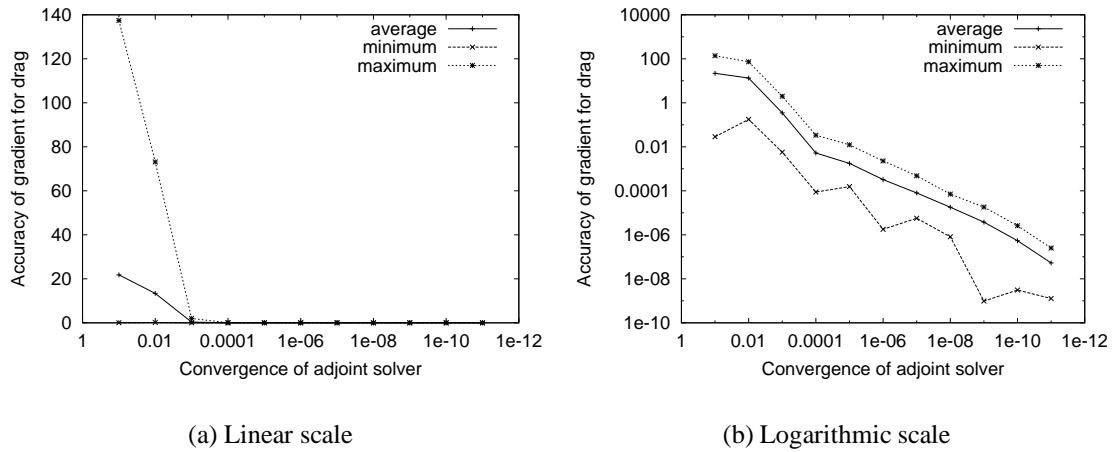 Accuracy of gradient for drag
140
120
100
80
60
40
20
0
1
0.01
0.0001
1e-06
1e-08
1e-10
1e-12
Convergence of adjoint solver
average
minimum
maximum
(a) Linear scale
Accuracy of gradient for drag
10000
100
1
0.01
0.0001
1e-06
1e-08
1e-10
1
0.01
0.0001
1e-06
1e-08
1e-10
1e-12
Convergence of adjoint solver
average
minimum
maximum
(b) Logarithmic scale